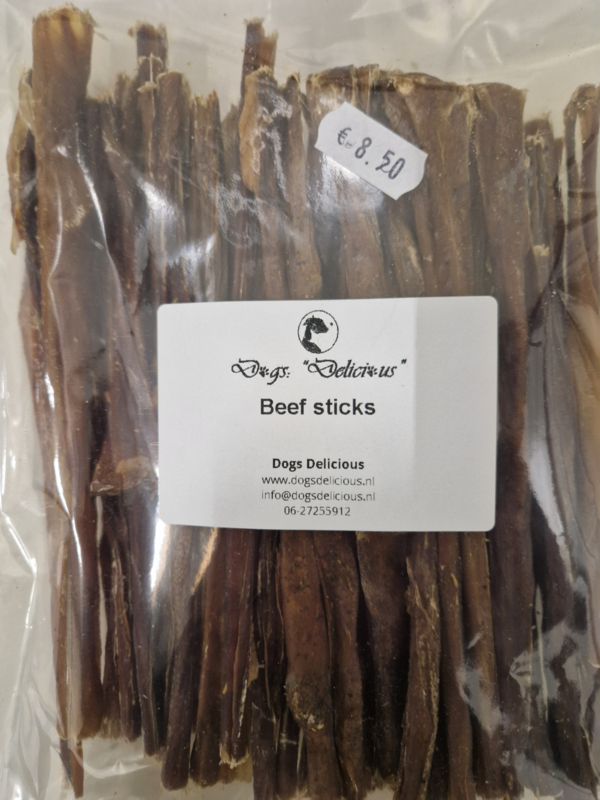 € 8.50
Dogs: "Delicious"
Beef sticks
Dogs Delicious
www.dogsdelicious.nl
info@dogsdelicious.nl
06-27255912